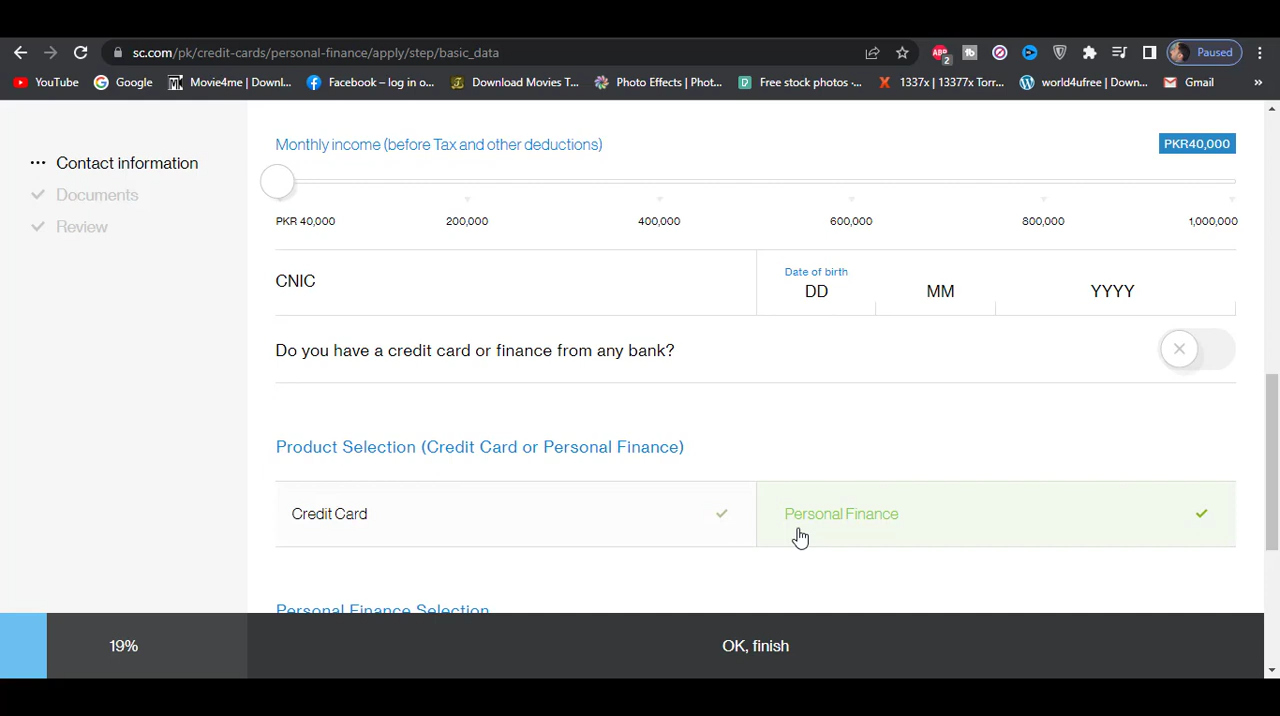 sc.com/pk/credit-cards/personal-finance/apply/step/basic_data
2
Paused
YouTube
Google
Movie4me | Downl...
Facebook – log in o...
Download Movies T...
Photo Effects | Phot...
Free stock photos -...
1337x | 13377x Torr...
world4ufree | Down...
Gmail
»
Contact information
Documents
Review
Monthly income (before Tax and other deductions)
PKR40,000
PKR 40,000
200,000
400,000
600,000
800,000
1,000,000
CNIC
Date of birth
DD
MM
YYYY
Do you have a credit card or finance from any bank?
Product Selection (Credit Card or Personal Finance)
Credit Card
Personal Finance
Personal Finance Selection
19%
OK, finish